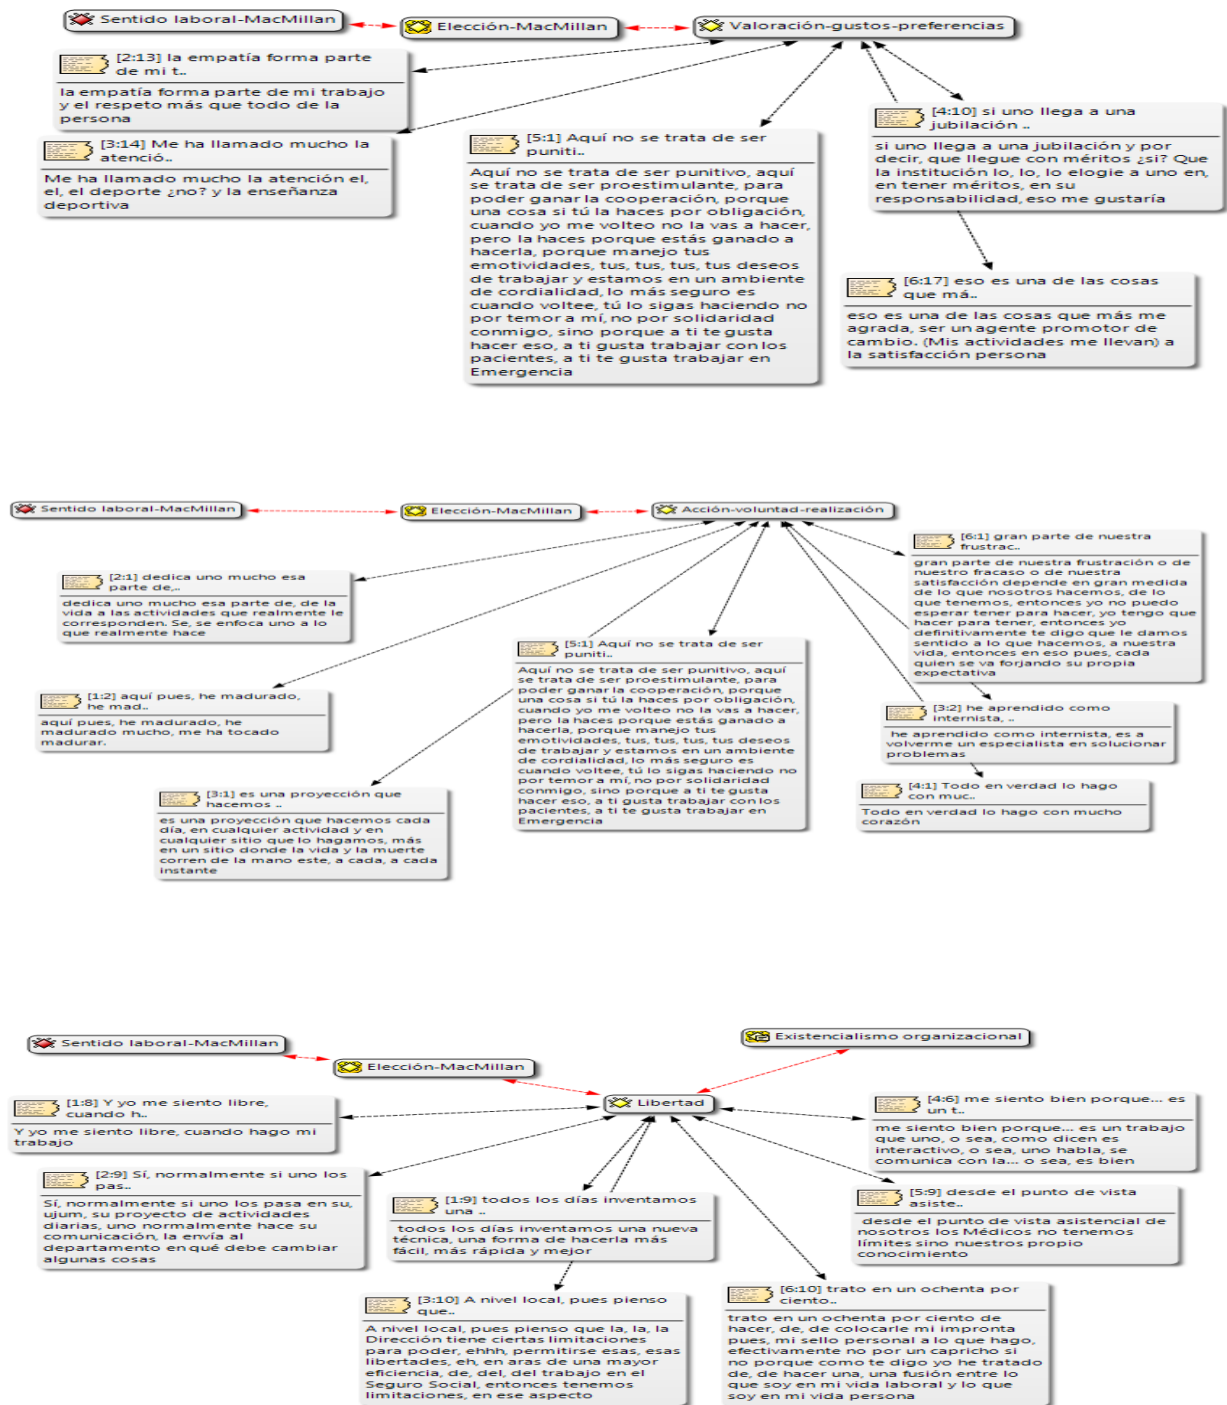 Sentido laboral-MacMillan
Elección-MacMillan
Valoración-gustos-preferencias
[2:13] la empatía forma parte
de mi t..
la empatía forma parte de mi trabajo
y el respeto más que todo de la
persona
[3:14] Me ha llamado mucho la
atenció..
Me ha llamado mucho la atención el,
el, el deporte ¿no? y la enseñanza
deportiva
[5:1] Aquí no se trata de ser
puniti..
Aquí no se trata de ser punitivo, aquí
se trata de ser proestimulante, para
poder ganar la cooperación, porque
una cosa si tú la haces por obligación,
cuando yo me volteo no la vas a hacer,
pero la haces porque estás ganado a
hacerla, porque manejo tus
emotividades, tus, tus, tus, tus deseos
de trabajar y estamos en un ambiente
de cordialidad, lo más seguro es
cuando voltee, tú lo sigas haciendo no
por temor a mí, no por solidaridad
conmigo, sino porque a ti te gusta
hacer eso, a ti gusta trabajar con los
pacientes, a ti te gusta trabajar en
Emergencia
[4:10] si uno llega a una
jubilación ..
si uno llega a una jubilación y por
decir, que llegue con méritos ¿si? Que
la institución lo, lo, lo elogie a uno en,
en tener méritos, en su
responsabilidad, eso me gustaría
[6:17] eso es una de las cosas
que má..
eso es una de las cosas que más me
agrada, ser un agente promotor de
cambio. (Mis actividades me llevan) a
la satisfacción persona
Sentido laboral-MacMillan
Elección-MacMillan
Acción-voluntad-realización
[2:1] dedica uno mucho esa
parte de,..
dedica uno mucho esa parte de, de la
vida a las actividades que realmente le
corresponden. Se, se enfoca uno a lo
que realmente hace
[1:2] aquí pues, he madurado,
he mad..
aquí pues, he madurado, he
madurado mucho, me ha tocado
madurar.
[3:1] es una proyección que
hacemos ..
es una proyección que hacemos cada
día, en cualquier actividad y en
cualquier sitio que lo hagamos, más
en un sitio donde la vida y la muerte
corren de la mano este, a cada, a cada
instante
[5:1] Aquí no se trata de ser
puniti..
Aquí no se trata de ser punitivo, aquí
se trata de ser proestimulante, para
poder ganar la cooperación, porque
una cosa si tú la haces por obligación,
cuando yo me volteo no la vas a hacer,
pero la haces porque estás ganado a
hacerla, porque manejo tus
emotividades, tus, tus, tus, tus deseos
de trabajar y estamos en un ambiente
de cordialidad, lo más seguro es
cuando voltee, tú lo sigas haciendo no
por temor a mí, no por solidaridad
conmigo, sino porque a ti te gusta
hacer eso, a ti gusta trabajar con los
pacientes, a ti te gusta trabajar en
Emergencia
[6:1] gran parte de nuestra
frustrac..
gran parte de nuestra frustración o de
nuestro fracaso o de nuestra
satisfacción depende en gran medida
de lo que nosotros hacemos, de lo
que tenemos, entonces yo no puedo
esperar tener para hacer, yo tengo que
hacer para tener, entonces yo
definitivamente te digo que le damos
sentido a lo que hacemos, a nuestra
vida, entonces en eso pues, cada
quien se va forjando su propia
expectativa
[3:2] he aprendido como
internista, ..
he aprendido como internista, es a
volverme un especialista en solucionar
problemas
[4:1] Todo en verdad lo hago
con muc..
Todo en verdad lo hago con mucho
corazón
Sentido laboral-MacMillan
Existencialismo organizacional
Elección-MacMillan
Libertad
[1:8] Y yo me siento libre,
cuando h..
Y yo me siento libre, cuando hago mi
trabajo
[2:9] Sí, normalmente si uno los
pas..
Sí, normalmente si uno los pasa en su,
ujum, su proyecto de actividades
diarias, uno normalmente hace su
comunicación, la envía al
departamento en qué debe cambiar
algunas cosas
[1:9] todos los días inventamos
una ..
todos los días inventamos una nueva
técnica, una forma de hacerla más
fácil, más rápida y mejor
[3:10] A nivel local, pues pienso
que..
A nivel local, pues pienso que la, la, la
Dirección tiene ciertas limitaciones
para poder, ehhh, permitirse esas, esas
libertades, eh, en aras de una mayor
eficiencia, de, del, del trabajo en el
Seguro Social, entonces tenemos
limitaciones, en ese aspecto
[4:6] me siento bien porque... es
un t..
me siento bien porque... es un trabajo
que uno, o sea, como dicen es
interactivo, o sea, uno habla, se
comunica con la... o sea, es bien
[5:9] desde el punto de vista
asiste..
desde el punto de vista asistencial de
nosotros los Médicos no tenemos
límites sino nuestros propio
conocimiento
[6:10] trato en un ochenta por
ciento..
trato en un ochenta por ciento de
hacer, de, de colocarle mi impronta
pues, mi sello personal a lo que hago,
efectivamente no por un capricho si
no porque como te digo yo he tratado
de, de hacer una, una fusión entre lo
que soy en mi vida laboral y lo que
soy en mi vida persona